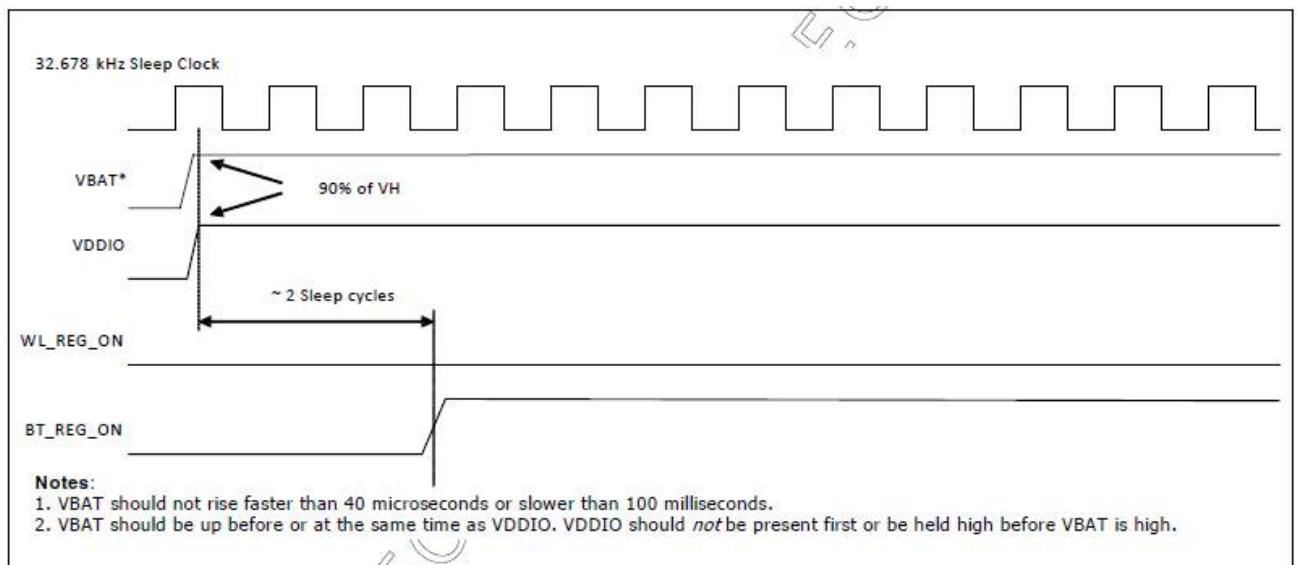 32.678 kHz Sleep Clock
VBAT*
90% of VH
VDDIO
~ 2 Sleep cycles
WL_REG_ON
BT_REG_ON
Notes:
1. VBAT should not rise faster than 40 microseconds or slower than 100 milliseconds.
2. VBAT should be up before or at the same time as VDDIO. VDDIO should not be present first or be held high before VBAT is high.